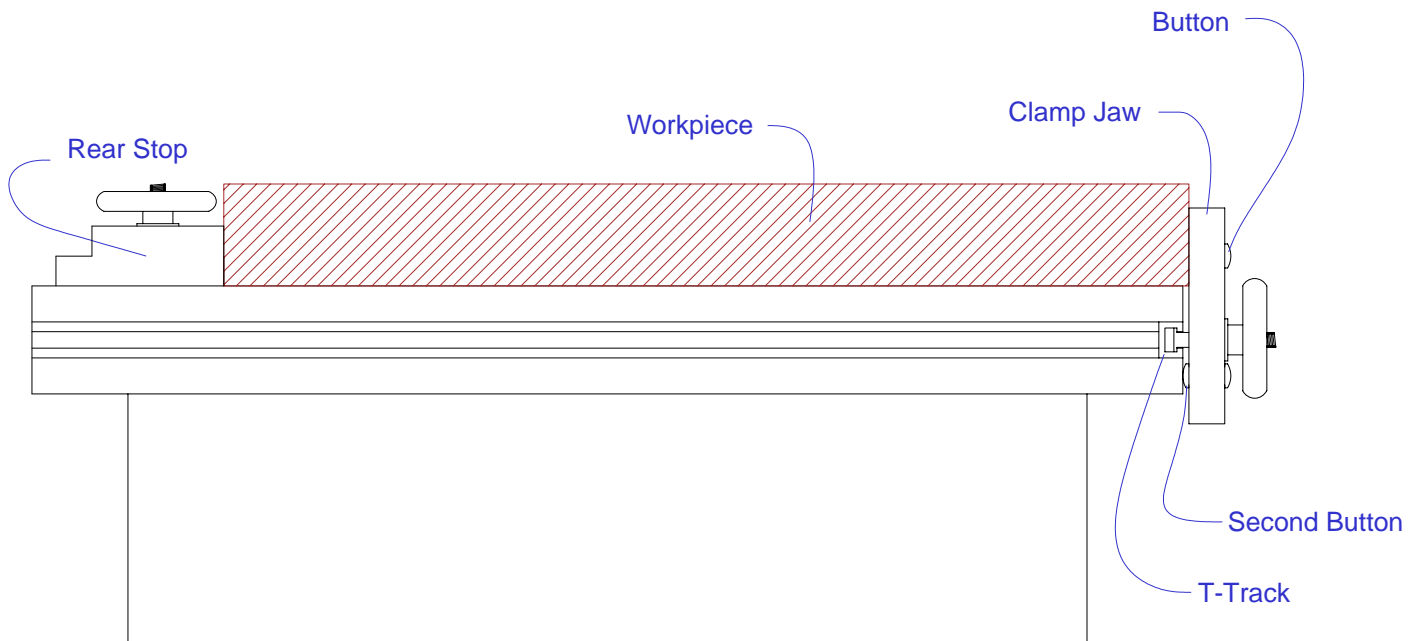 Button
Clamp Jaw
Workpiece
Rear Stop
Second Button
T-Track